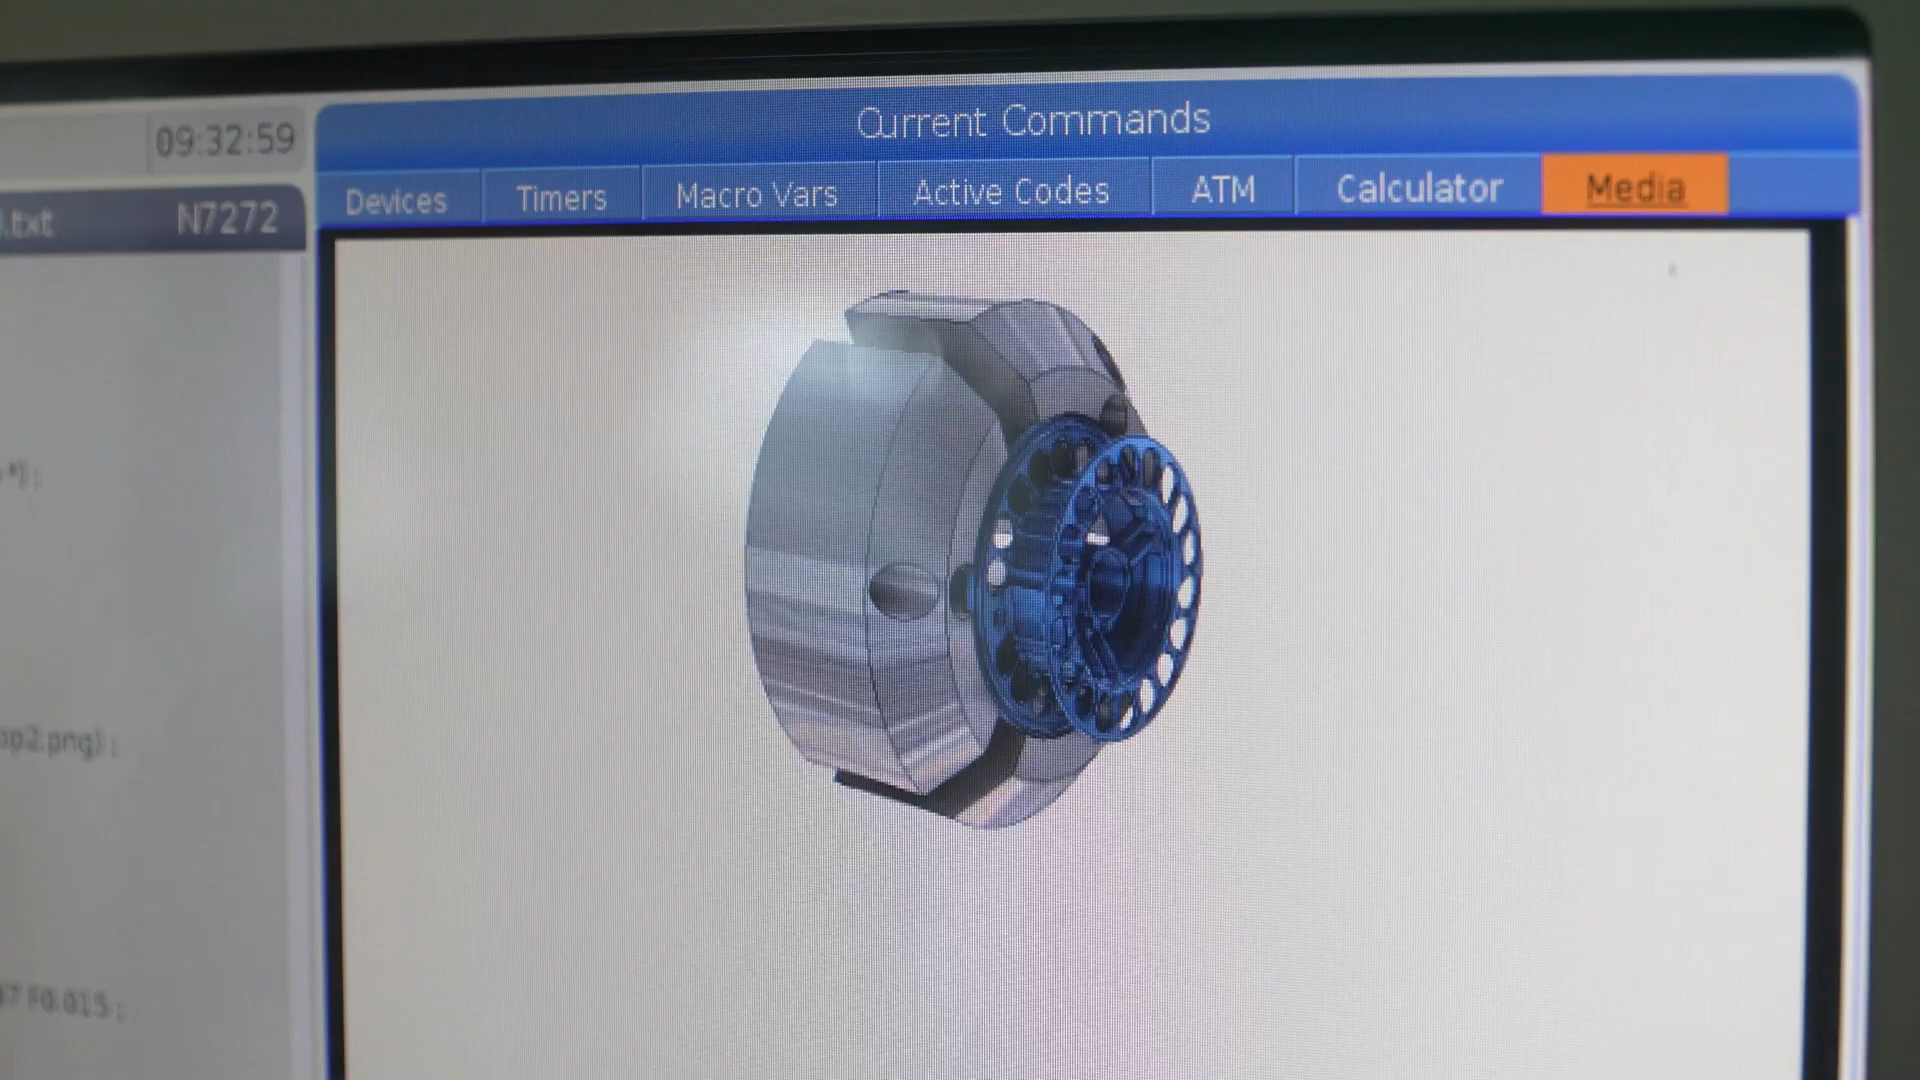 Current Commands
09:32:59
Devices Timers Macro Vars Active Codes ATM Calculator Media
.txt N7272
*) ;
op2.png) ;
F0.015 ;